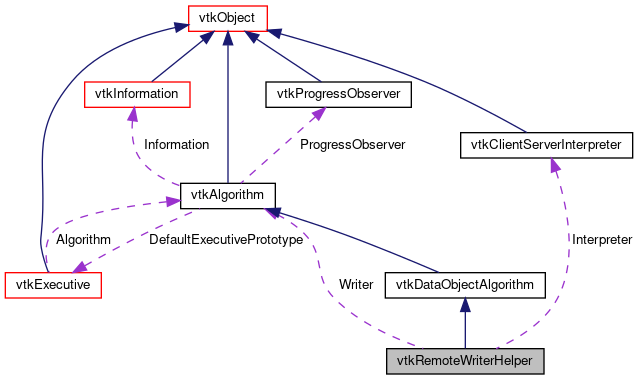 vtkObject
vtkInformation
vtkProgressObserver
Information
ProgressObserver
vtkClientServerInterpreter
vtkAlgorithm
Algorithm
DefaultExecutivePrototype
Interpreter
vtkExecutive
Writer
vtkDataObjectAlgorithm
vtkRemoteWriterHelper